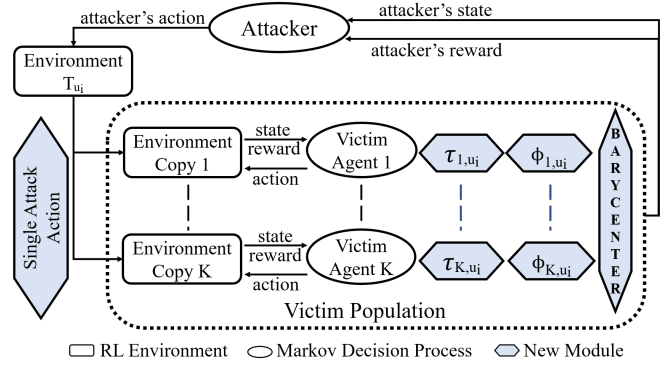 attacker's action
Attacker
attacker's state
attacker's reward
Environment
T_{u_i}
Single Attack
Action
Environment
Copy 1
state
reward
action
Victim
Agent 1
τ_{1,u_i}
ϕ_{1,u_i}
BARYCENTER
Environment
Copy K
state
reward
action
Victim
Agent K
τ_{K,u_i}
ϕ_{K,u_i}
Victim Population
RL Environment
Markov Decision Process
New Module